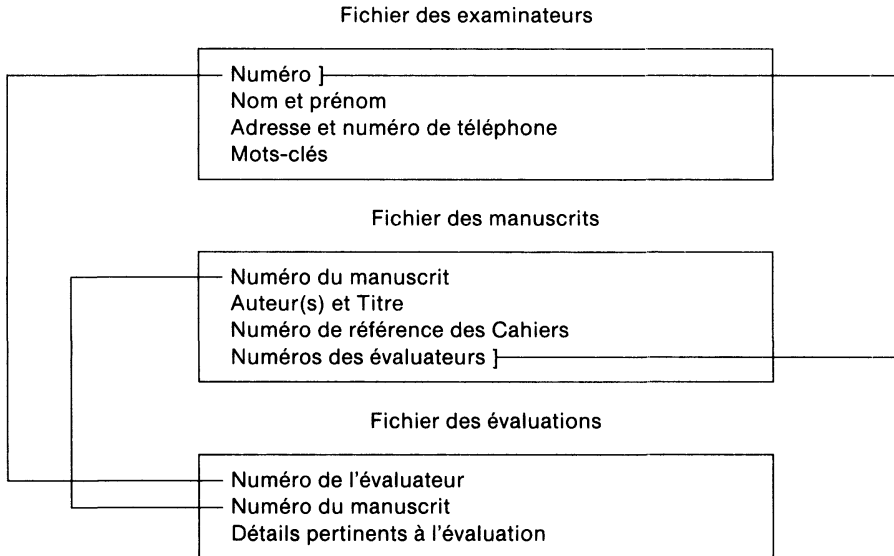 Fichier des examinateurs
Numéro ]
Nom et prénom
Adresse et numéro de téléphone
Mots-clés
Fichier des manuscrits
Numéro du manuscrit
Auteur(s) et Titre
Numéro de référence des Cahiers
Numéros des évaluateurs ]
Fichier des évaluations
Numéro de l'évaluateur
Numéro du manuscrit
Détails pertinents à l'évaluation